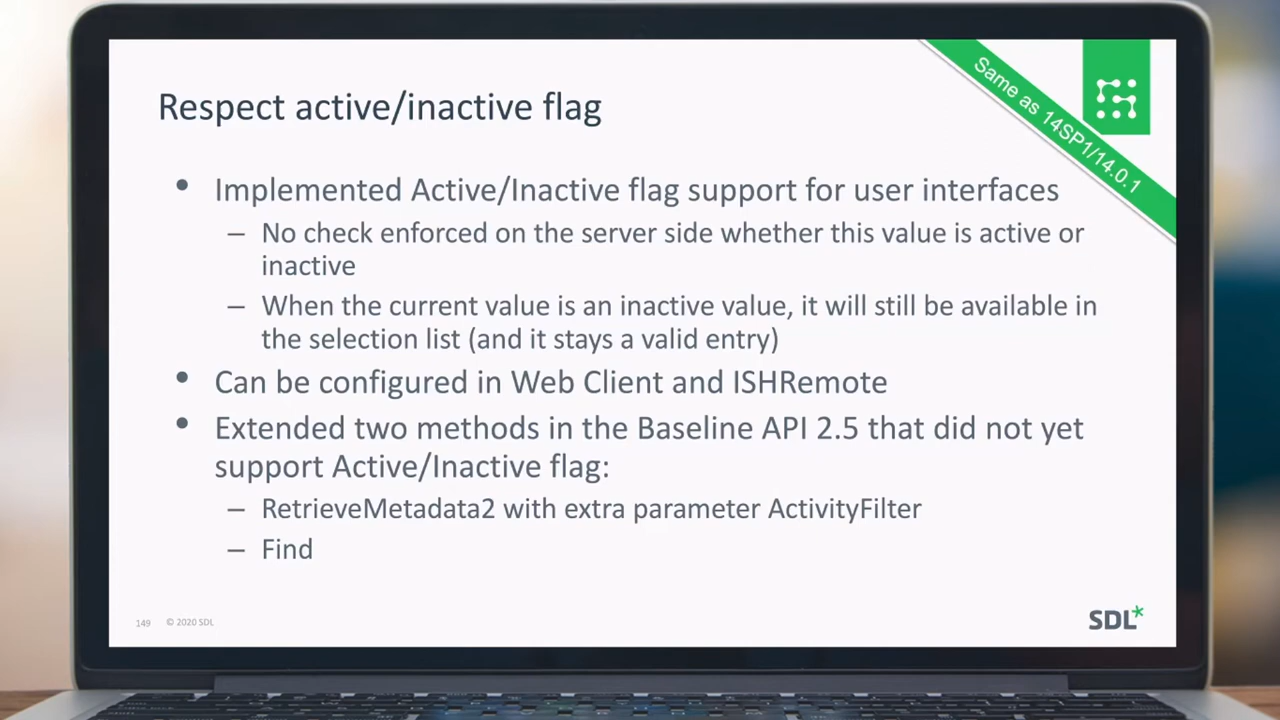 Respect active/inactive flag
Same as 14SP1/14.0.1
• Implemented Active/Inactive flag support for user interfaces
– No check enforced on the server side whether this value is active or
inactive
– When the current value is an inactive value, it will still be available in
the selection list (and it stays a valid entry)
• Can be configured in Web Client and ISHRemote
• Extended two methods in the Baseline API 2.5 that did not yet
support Active/Inactive flag:
– RetrieveMetadata2 with extra parameter ActivityFilter
– Find
149 © 2020 SDL
SDL*